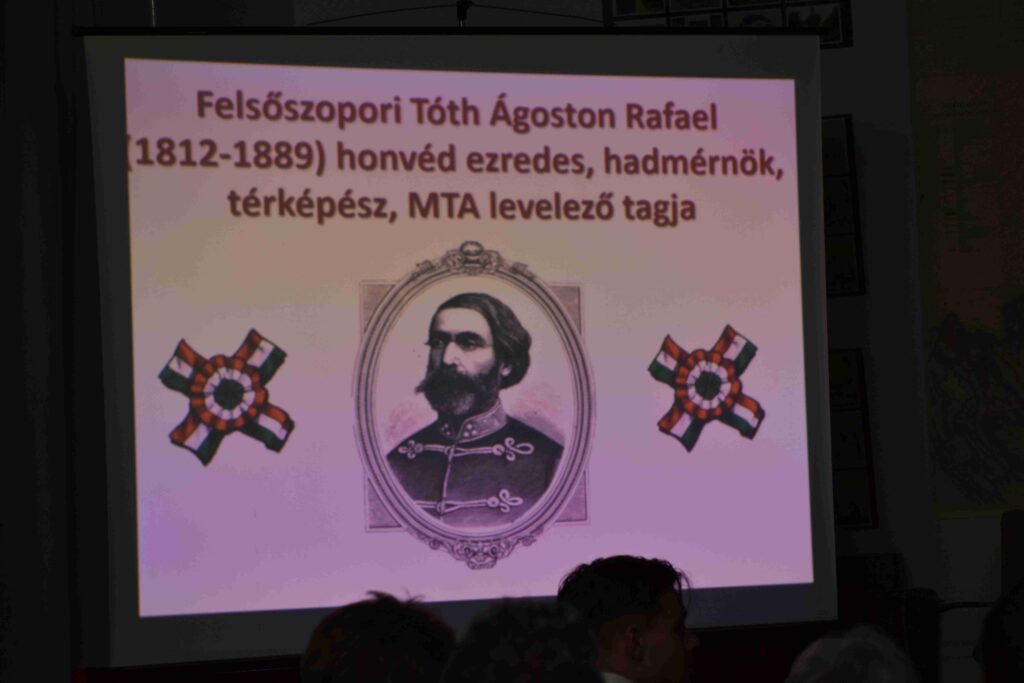 Felsőszopori Tóth Ágoston Rafael
(1812-1889) honvéd ezredes, hadmérnök,
térképész, MTA levelező tagja